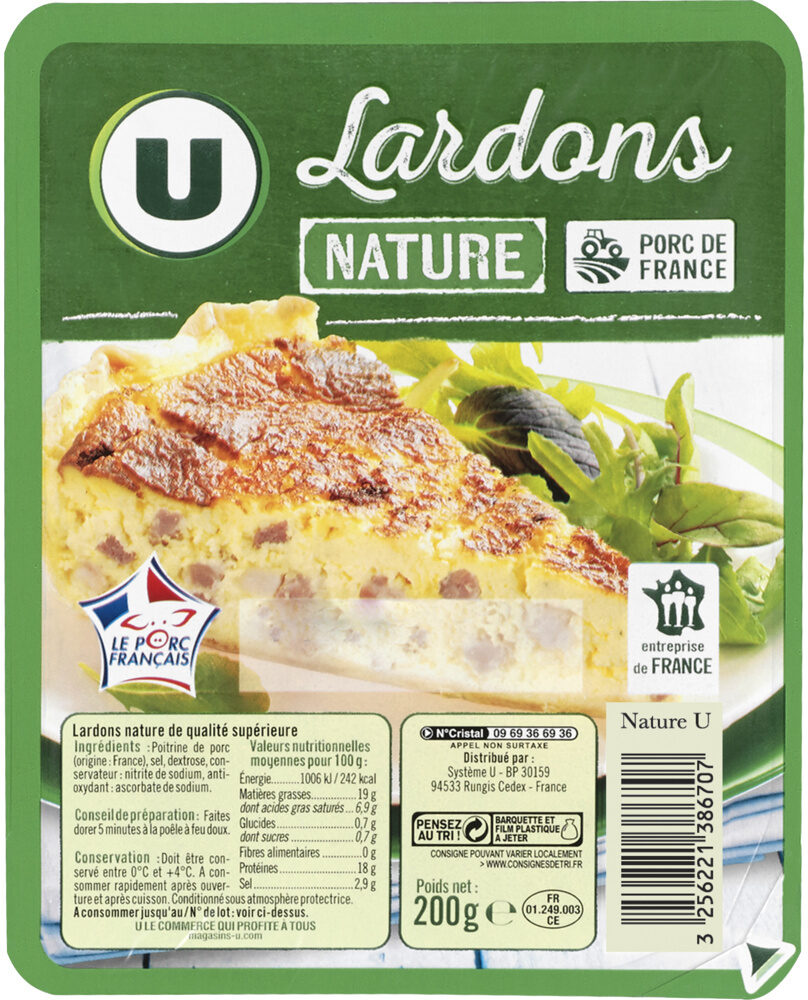 U
Lardons
NATURE
PORC DE
FRANCE
LE PORC
FRANÇAIS
entreprise
de FRANCE
Lardons nature de qualité supérieure
Ingrédients : Poitrine de porc
(origine : France), sel, dextrose, con-
servateur : nitrite de sodium, anti-
oxydant : ascorbate de sodium.
Conseil de préparation : Faites
dorer 5 minutes à la poêle à feu doux.
Conservation : Doit être con-
servé entre 0°C et +4°C. A con-
sommer rapidement après ouver-
ture et après cuisson. Conditionné sous atmosphère protectrice.
A consommer jusqu'au / N° de lot : voir ci-dessus.
U LE COMMERCE QUI PROFITE À TOUS
magasins-u.com
Valeurs nutritionnelles
moyennes pour 100 g :
Énergie..........1006 kJ / 242 kcal
Matières grasses..........19 g
dont acides gras saturés...6,9 g
Glucides..........0,7 g
dont sucres..........0,7 g
Fibres alimentaires..........0 g
Protéines..........18 g
Sel..........2,9 g
N°Cristal 09 69 36 69 36
APPEL NON SURTAXE
Distribué par :
Système U - BP 30159
94533 Rungis Cedex - France
PENSEZ
AU TRI !
BARQUETTE ET
FILM PLASTIQUE
A JETER
CONSIGNE POUVANT VARIER LOCALEMENT
> WWW.CONSIGNESDETRI.FR
Poids net :
200g e
FR
01.249.003
CE
Nature U
3 256221 386707